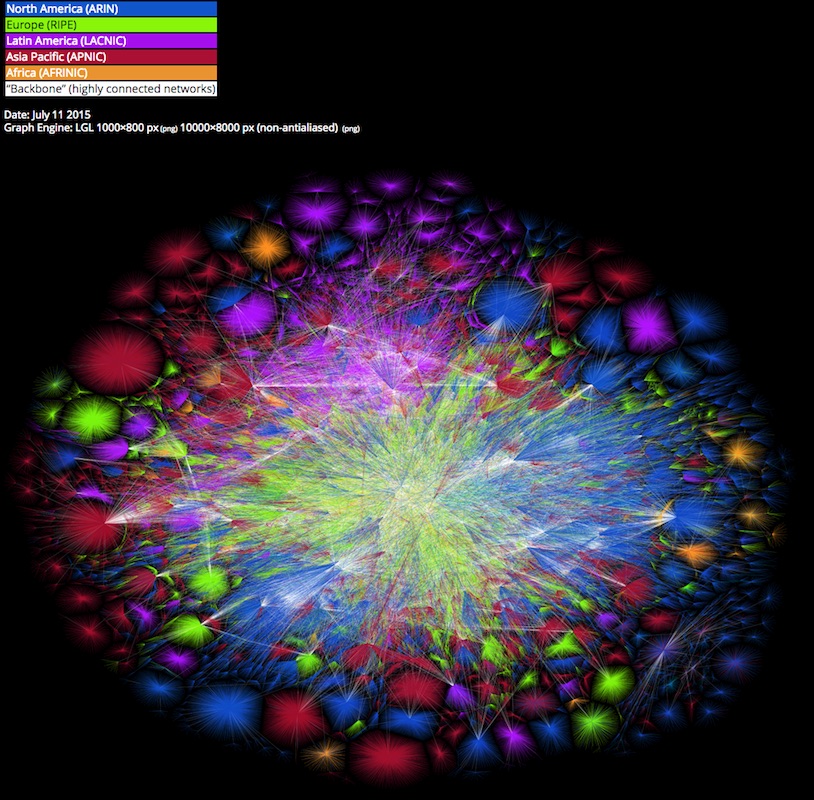 North America (ARIN)
Europe (RIPE)
Latin America (LACNIC)
Asia Pacific (APNIC)
Africa (AFRINIC)
"Backbone" (highly connected networks)
Date: July 11 2015
Graph Engine: LGL 1000×800 px (png) 10000×8000 px (non-antialiased) (png)